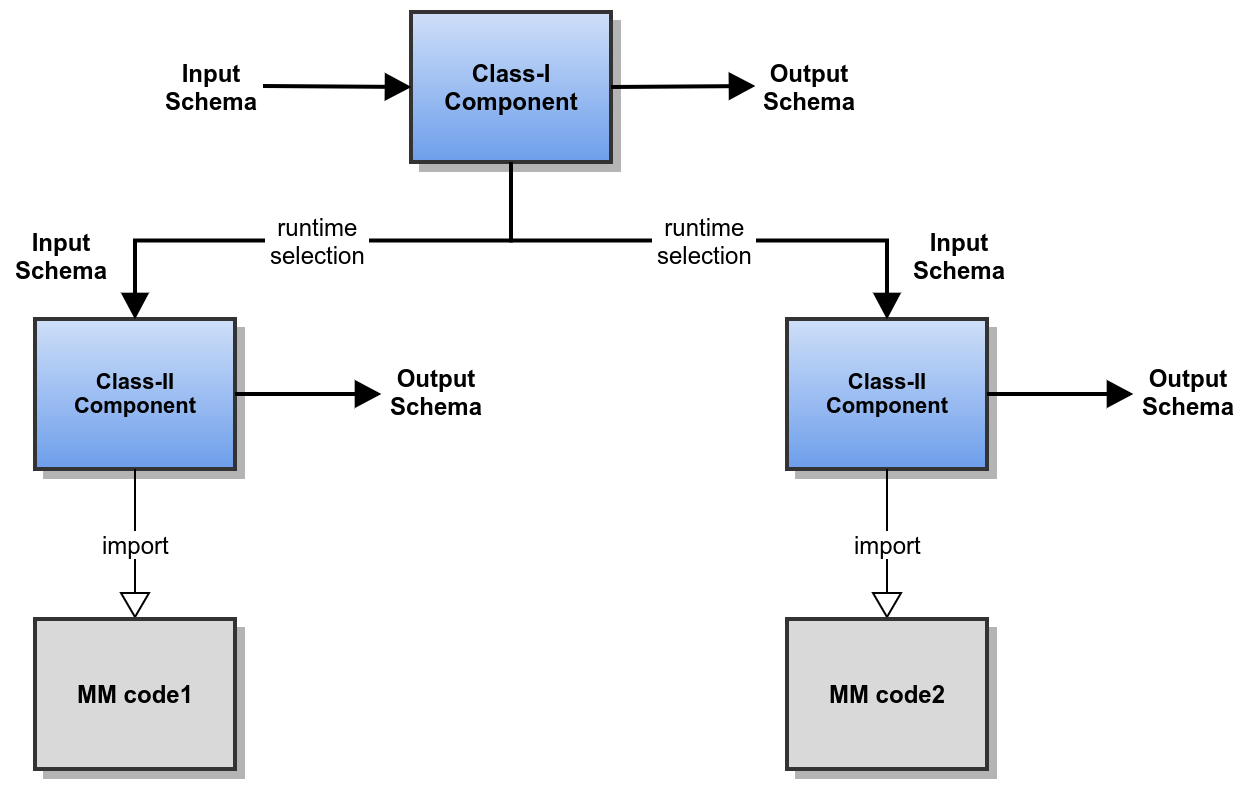 Input
Schema
Class-I
Component
Output
Schema
runtime
selection
runtime
selection
Input
Schema
Input
Schema
Class-II
Component
Output
Schema
Class-II
Component
Output
Schema
import
import
MM code1
MM code2